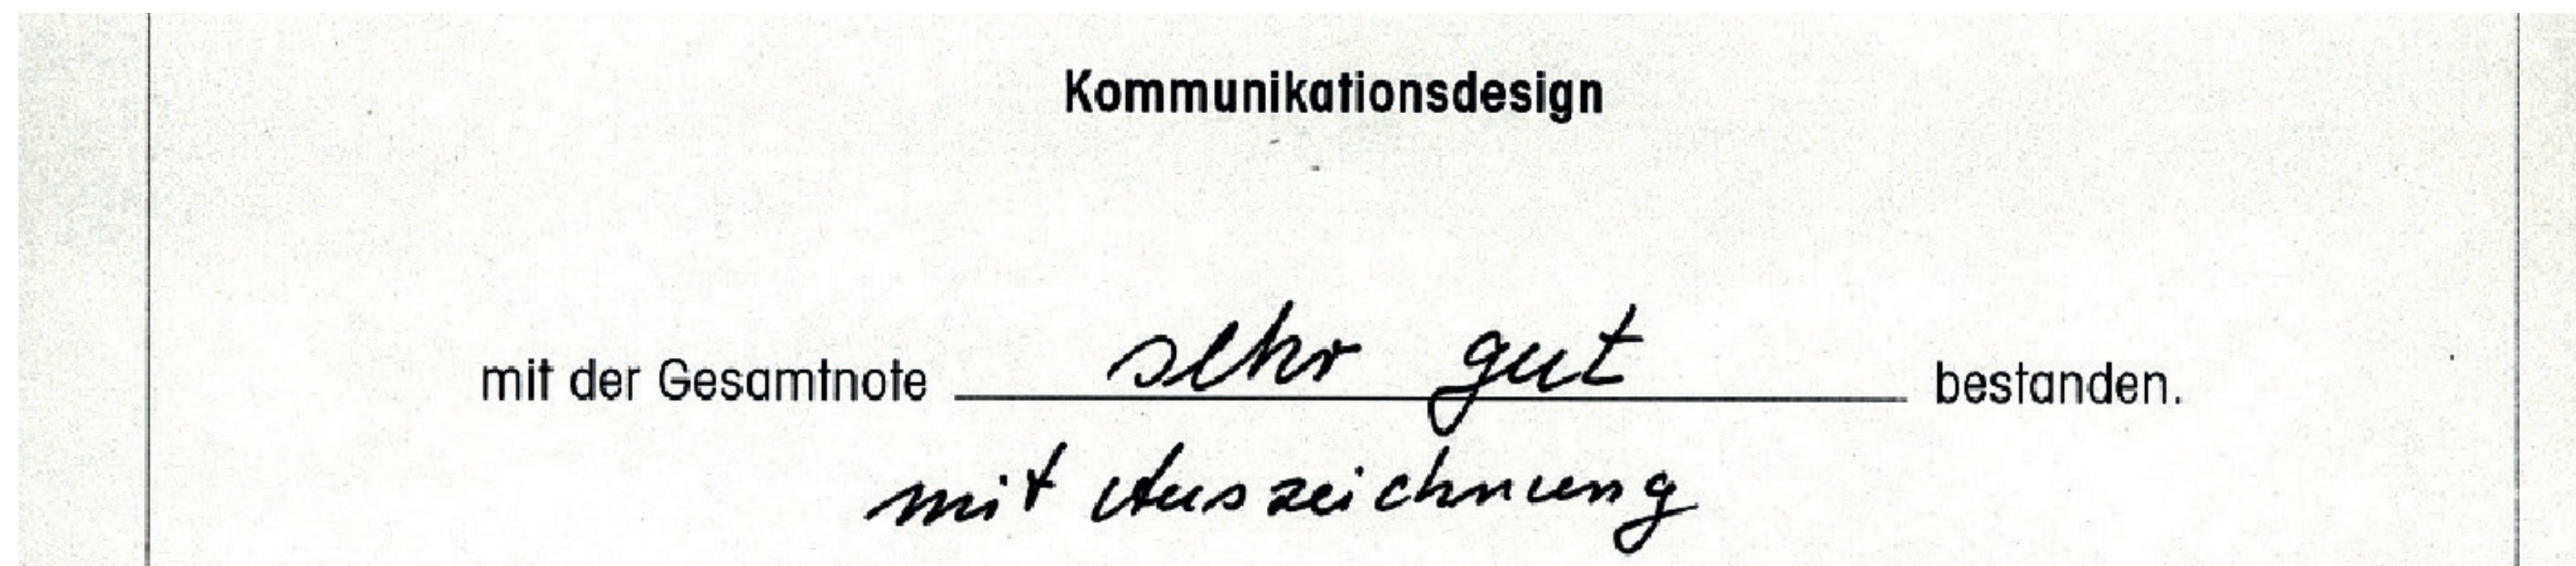 Kommunikationsdesign
mit der Gesamtnote sehr gut bestanden.
mit Auszeichnung